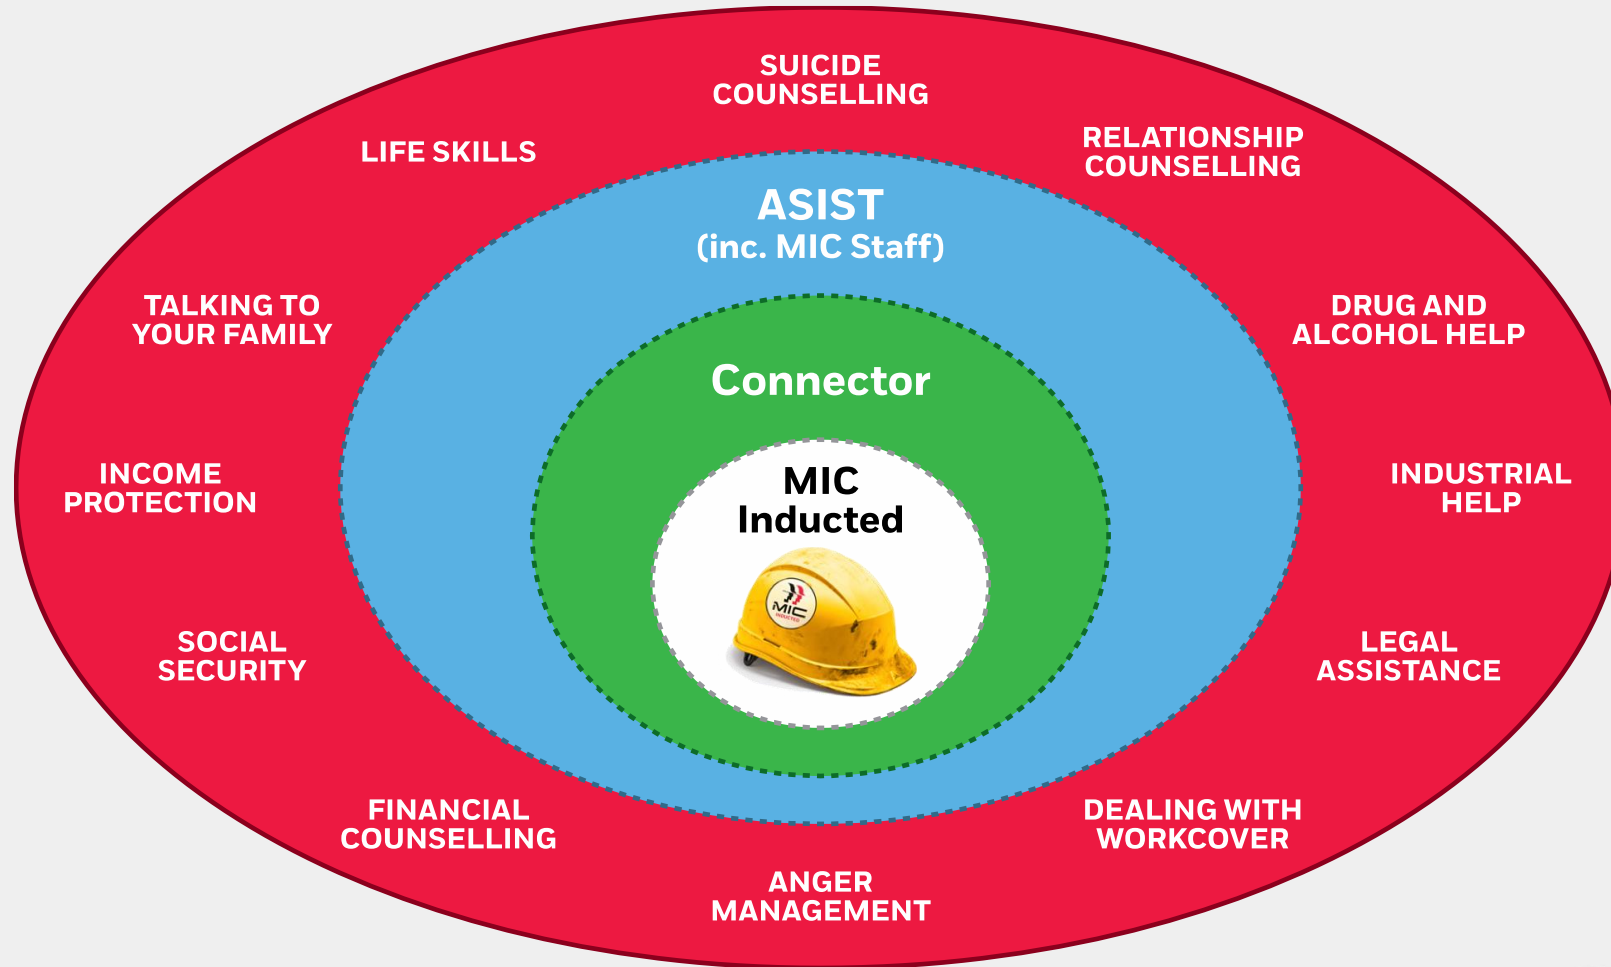 SUICIDE
COUNSELLING
LIFE SKILLS
RELATIONSHIP
COUNSELLING
ASIST
(inc. MIC Staff)
TALKING TO
YOUR FAMILY
DRUG AND
ALCOHOL HELP
Connector
INCOME
PROTECTION
MIC
Inducted
INDUSTRIAL
HELP
MIC
INDUCTED
SOCIAL
SECURITY
LEGAL
ASSISTANCE
FINANCIAL
COUNSELLING
DEALING WITH
WORKCOVER
ANGER
MANAGEMENT